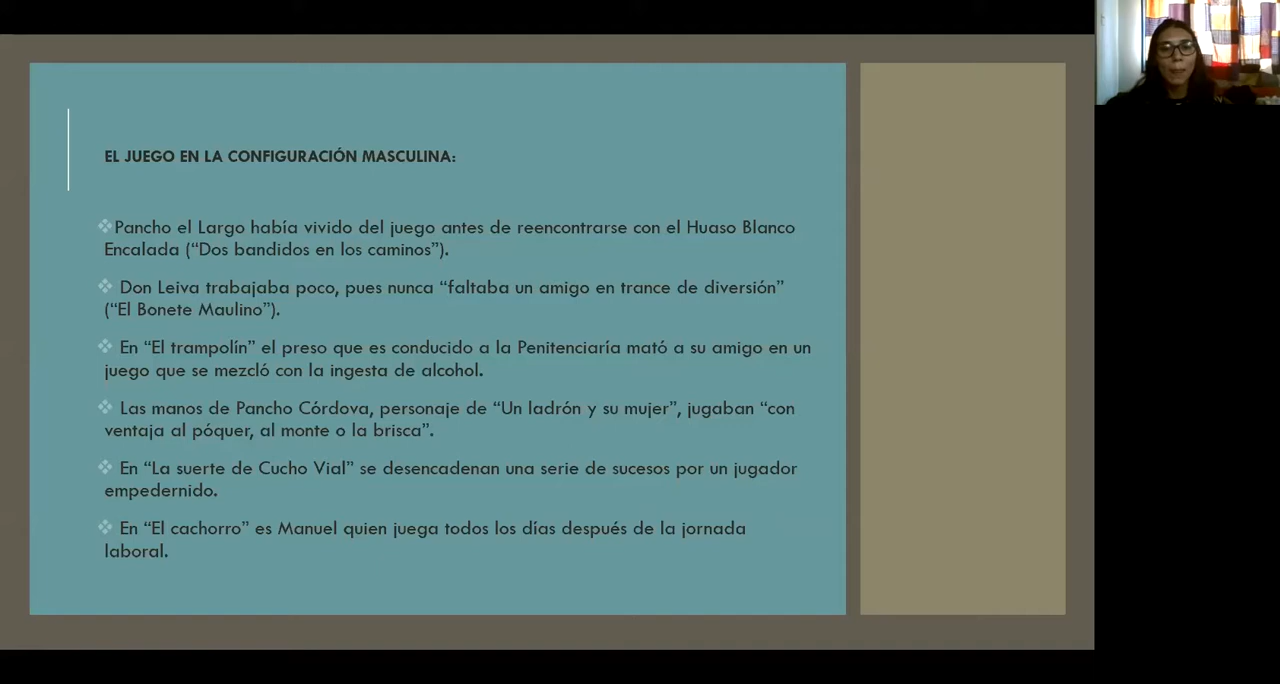 EL JUEGO EN LA CONFIGURACIÓN MASCULINA:
Pancho el Largo había vivido del juego antes de reencontrarse con el Huaso Blanco
Encalada (“Dos bandidos en los caminos”).
Don Leiva trabajaba poco, pues nunca “faltaba un amigo en trance de diversión”
(“El Bonete Maulino”).
En “El trampolín” el preso que es conducido a la Penitenciaría mató a su amigo en un
juego que se mezcló con la ingesta de alcohol.
Las manos de Pancho Córdova, personaje de “Un ladrón y su mujer”, jugaban “con
ventaja al póquer, al monte o la brisca”.
En “La suerte de Cucho Vial” se desencadenan una serie de sucesos por un jugador
empedernido.
En “El cachorro” es Manuel quien juega todos los días después de la jornada
laboral.